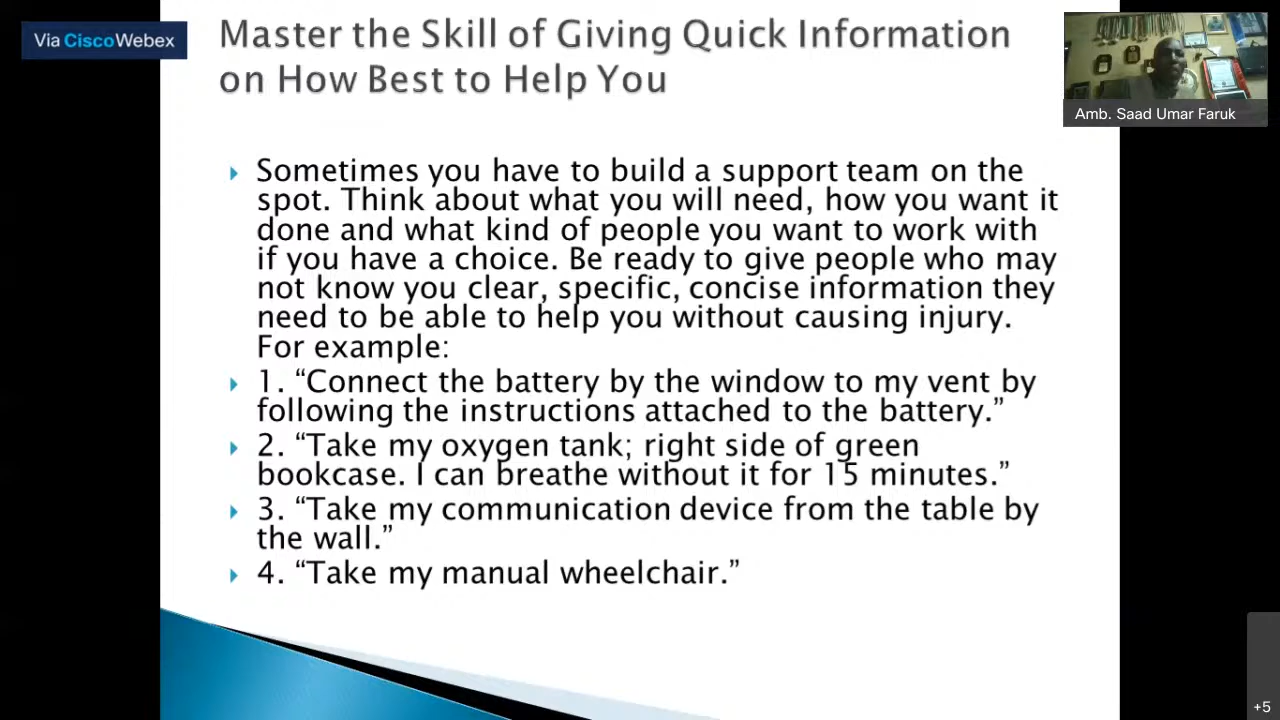 Via CiscoWebex
Master the Skill of Giving Quick Information
on How Best to Help You
Amb. Saad Umar Faruk
Sometimes you have to build a support team on the
spot. Think about what you will need, how you want it
done and what kind of people you want to work with
if you have a choice. Be ready to give people who may
not know you clear, specific, concise information they
need to be able to help you without causing injury.
For example:
1. “Connect the battery by the window to my vent by
following the instructions attached to the battery.”
2. “Take my oxygen tank; right side of green
bookcase. I can breathe without it for 15 minutes.”
3. “Take my communication device from the table by
the wall.”
4. “Take my manual wheelchair.”
+5